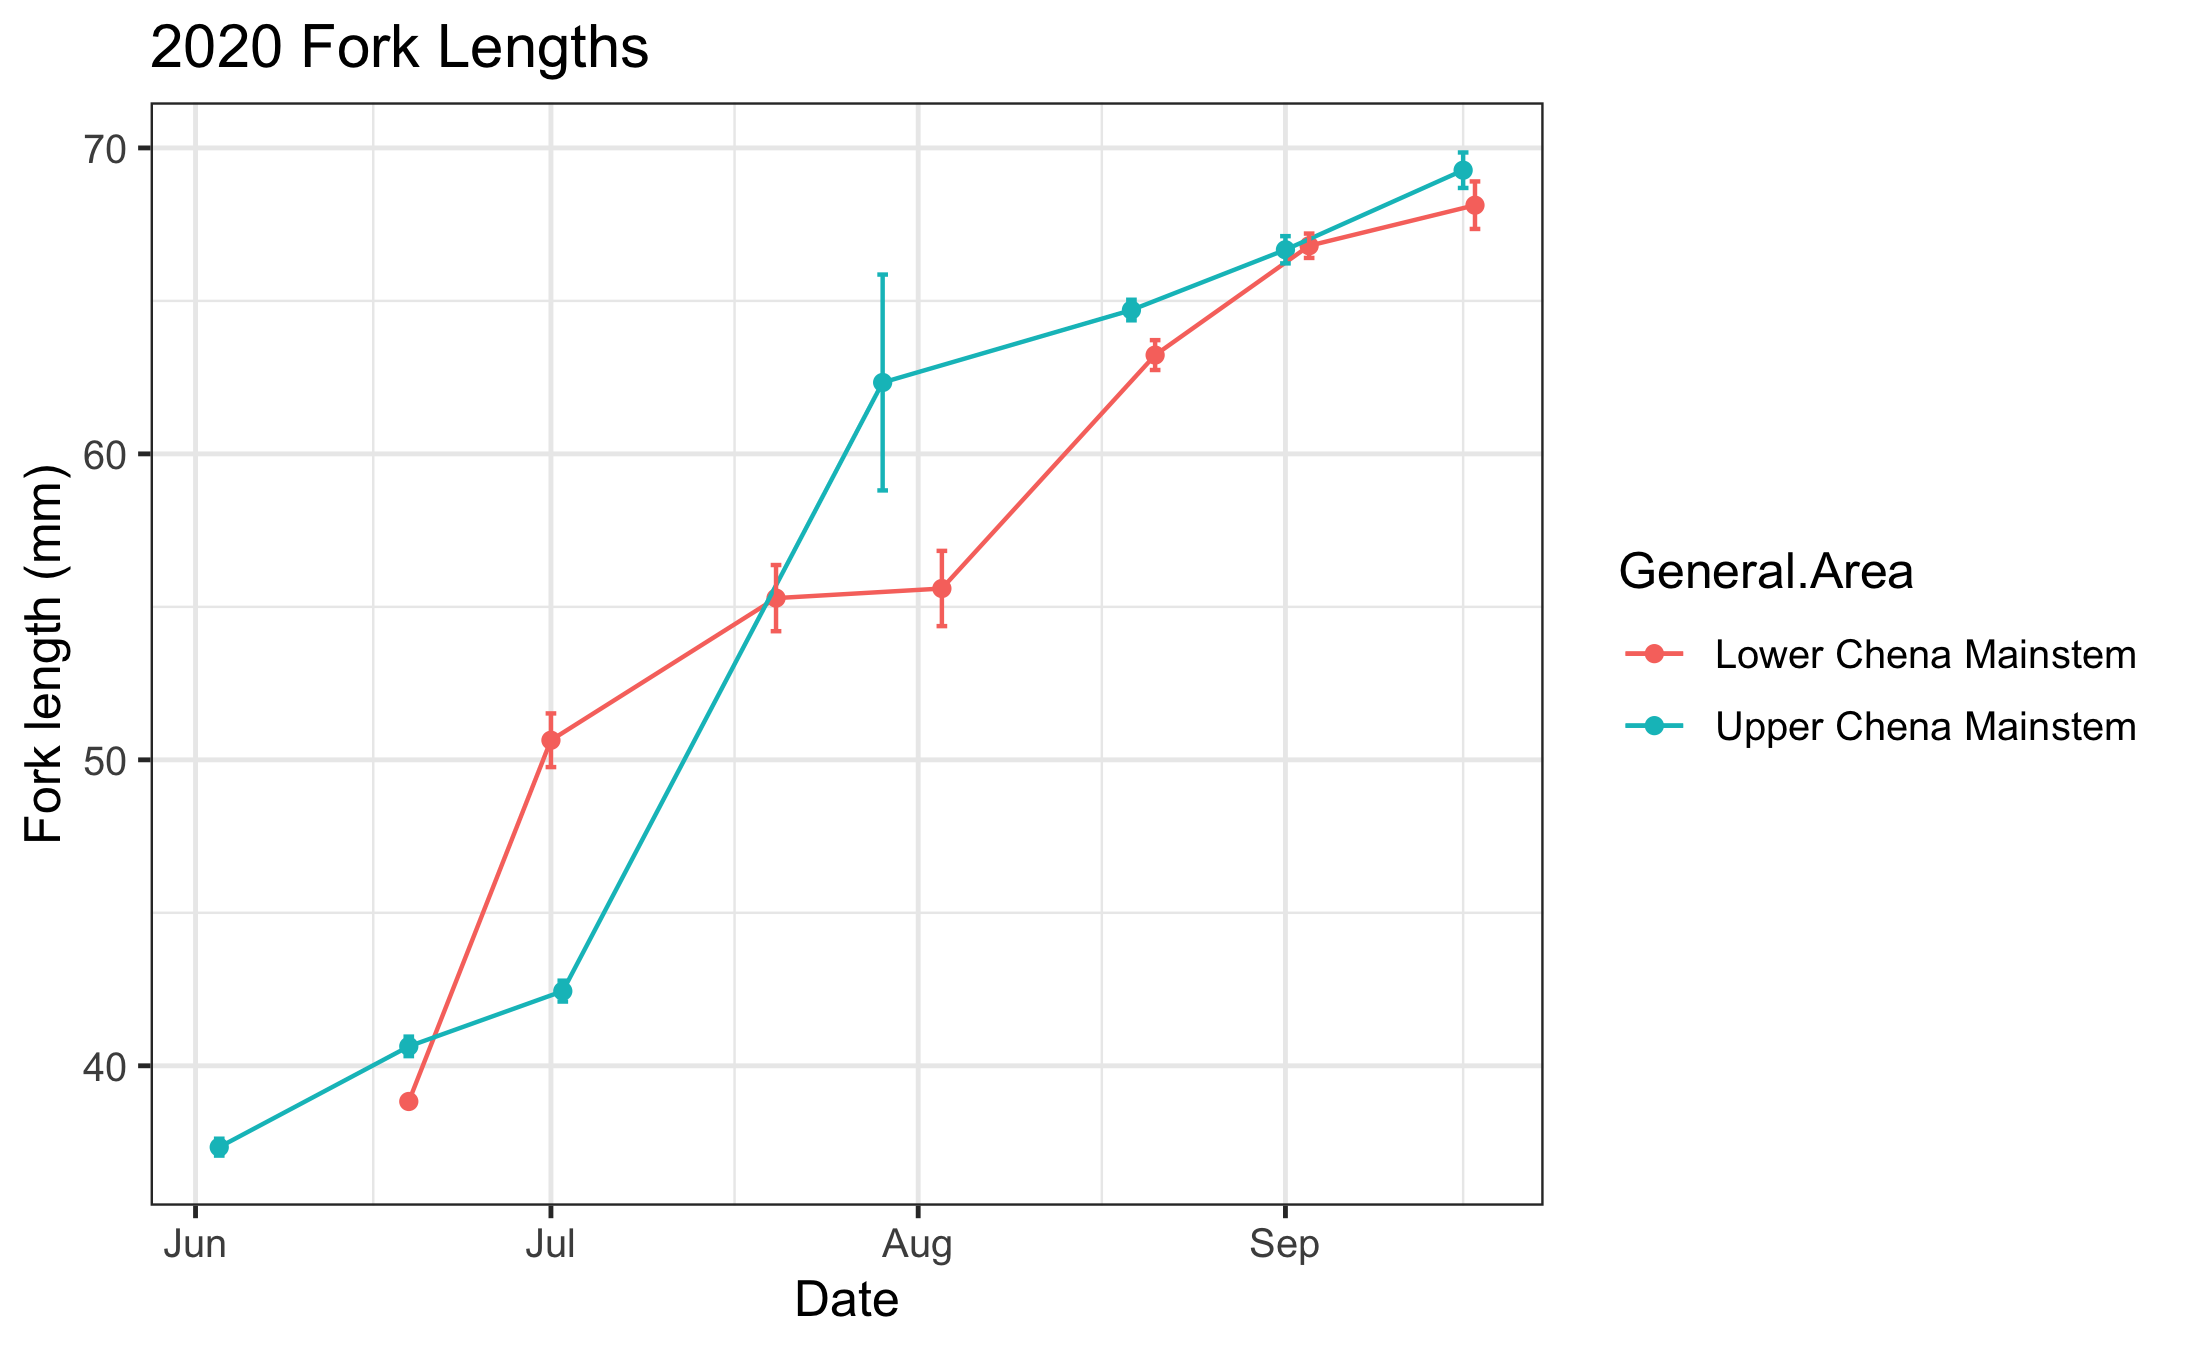 2020 Fork Lengths
70
60
50
40
Fork length (mm)
Jun
Jul
Aug
Sep
Date
General.Area
Lower Chena Mainstem
Upper Chena Mainstem